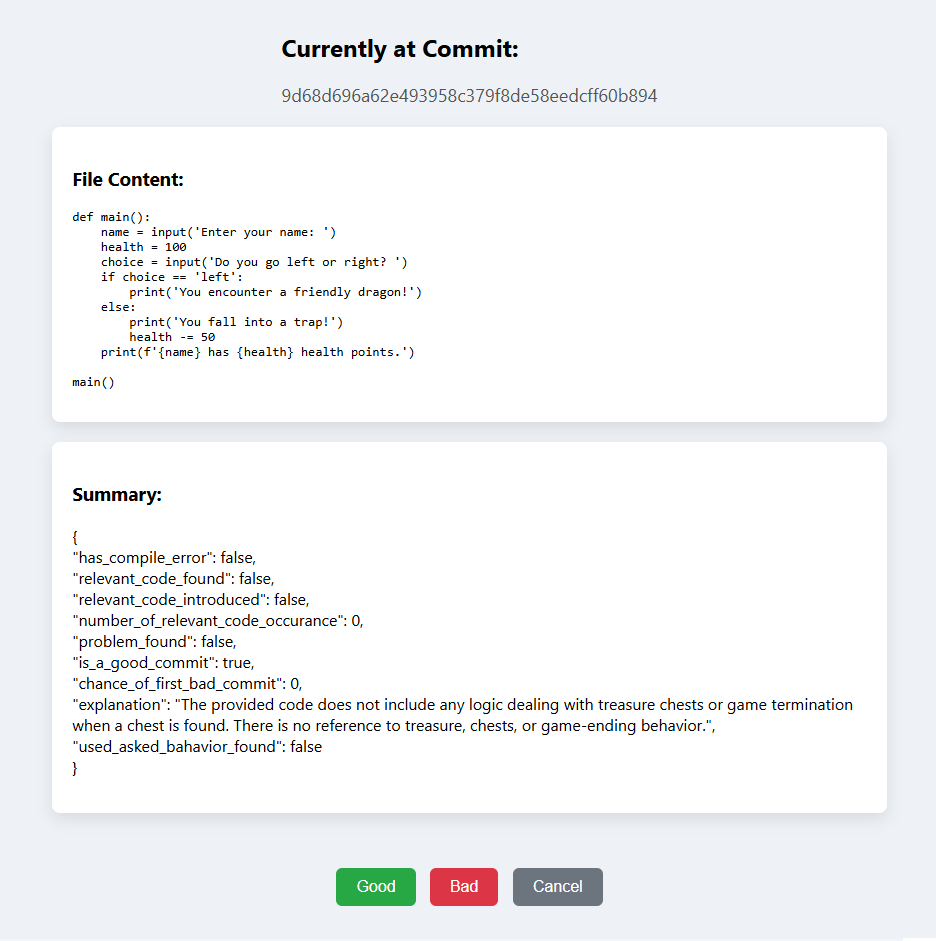 Currently at Commit:
9d68d696a62e493958c379f8de58eedcff60b894
File Content:
def main():
    name = input('Enter your name: ')
    health = 100
    choice = input('Do you go left or right? ')
    if choice == 'left':
        print('You encounter a friendly dragon!')
    else:
        print('You fall into a trap!')
        health -= 50
    print(f'{name} has {health} health points.')
main()
Summary:
{
"has_compile_error": false,
"relevant_code_found": false,
"relevant_code_introduced": false,
"number_of_relevant_code_occurance": 0,
"problem_found": false,
"is_a_good_commit": true,
"chance_of_first_bad_commit": 0,
"explanation": "The provided code does not include any logic dealing with treasure chests or game termination
when a chest is found. There is no reference to treasure, chests, or game-ending behavior.",
"used_asked_bahavior_found": false
}
Good Bad Cancel